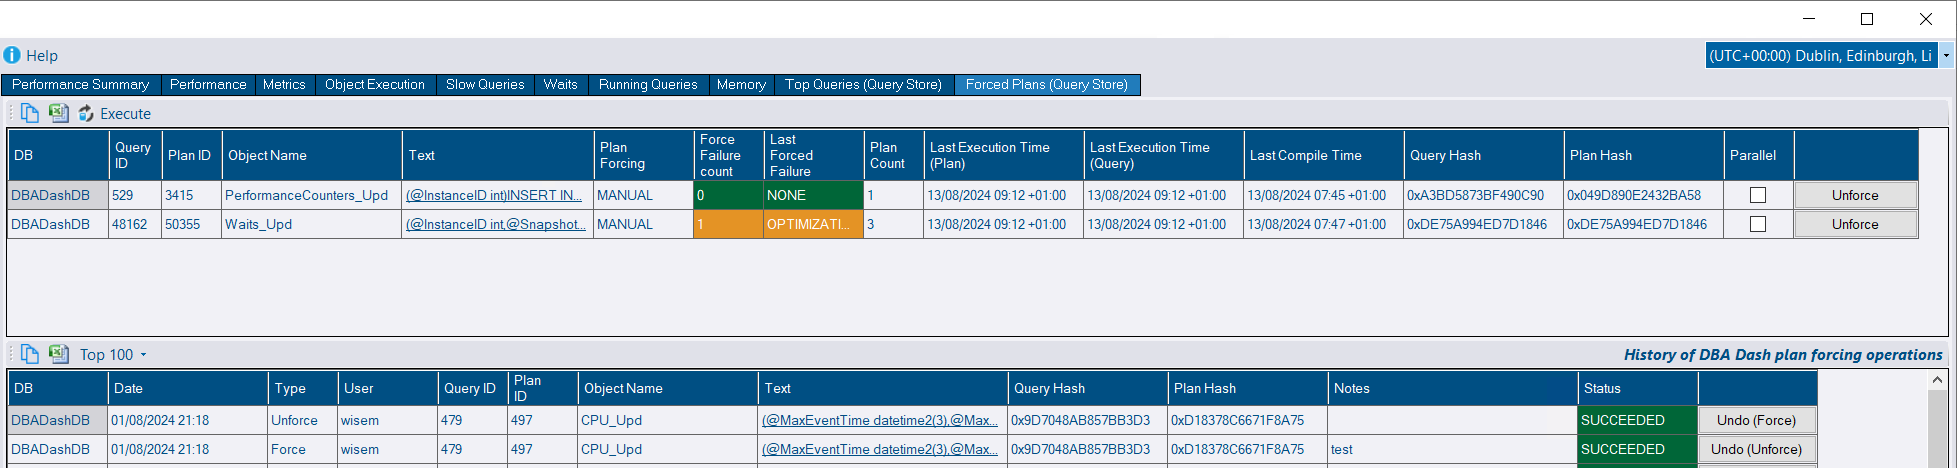 Help
(UTC+00:00) Dublin, Edinburgh, Li
Performance Summary Performance Metrics Object Execution Slow Queries Waits Running Queries Memory Top Queries (Query Store) Forced Plans (Query Store)
Execute
DB Query ID Plan ID Object Name Text Plan Forcing Force Failure count Last Forced Failure Plan Count Last Execution Time (Plan) Last Execution Time (Query) Last Compile Time Query Hash Plan Hash Parallel
DBADashDB 529 3415 PerformanceCounters_Upd (@InstanceID int)INSERT IN... MANUAL 0 NONE 1 13/08/2024 09:12 +01:00 13/08/2024 09:12 +01:00 13/08/2024 07:45 +01:00 0xA3BD5873BF490C90 0x049D890E2432BA58 Unforce
DBADashDB 48162 50355 Waits_Upd (@InstanceID int,@Snapshot... MANUAL 1 OPTIMIZATI... 3 13/08/2024 09:12 +01:00 13/08/2024 09:12 +01:00 13/08/2024 07:47 +01:00 0xDE75A994ED7D1846 0xDE75A994ED7D1846 Unforce
Top 100 History of DBA Dash plan forcing operations
DB Date Type User Query ID Plan ID Object Name Text Query Hash Plan Hash Notes Status
DBADashDB 01/08/2024 21:18 Unforce wisem 479 497 CPU_Upd (@MaxEventTime datetime2(3),@Max... 0x9D7048AB857BB3D3 0xD18378C6671F8A75 SUCCEEDED Undo (Force)
DBADashDB 01/08/2024 21:18 Force wisem 479 497 CPU_Upd (@MaxEventTime datetime2(3),@Max... 0x9D7048AB857BB3D3 0xD18378C6671F8A75 test SUCCEEDED Undo (Unforce)